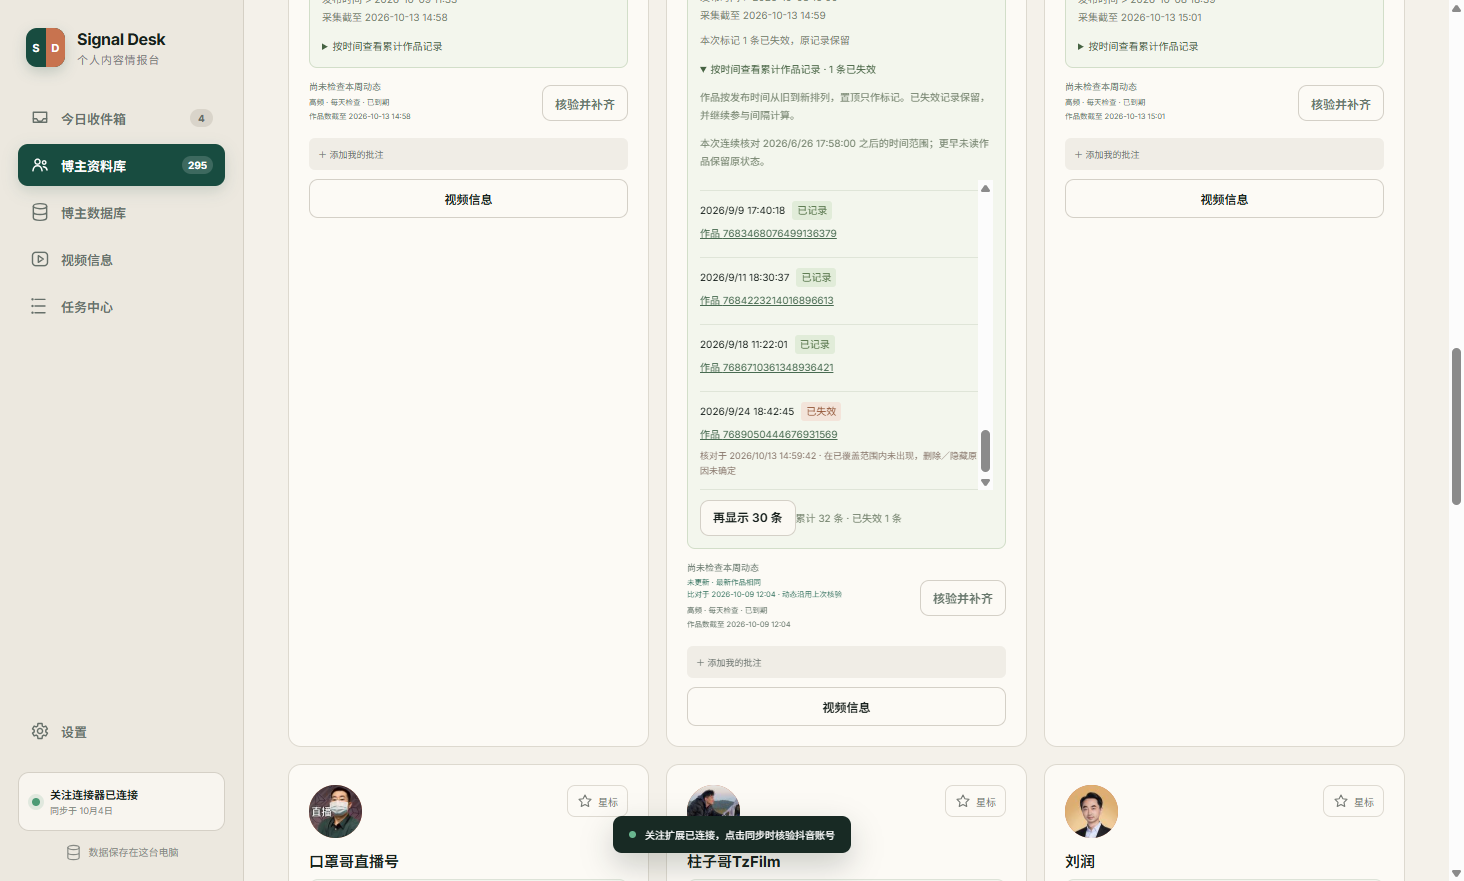 S D
Signal Desk
个人内容情报台
今日收件箱 4
博主资料库 295
博主数据库
视频信息
任务中心
设置
关注连接器已连接
同步于 10月4日
数据保存在这台电脑
采集截至 2026-10-13 14:58
▶ 按时间查看累计作品记录
尚未检查本周动态
高频 · 每天检查 · 已到期
作品数截至 2026-10-13 14:58
核验并补齐
+ 添加我的批注
视频信息
采集截至 2026-10-13 14:59
本次标记 1 条已失效，原记录保留
▼ 按时间查看累计作品记录 · 1 条已失效
作品按发布时间从旧到新排列，置顶只作标记。已失效记录保留，
并继续参与间隔计算。
本次连续核对 2026/6/26 17:58:00 之后的时间范围；更早未读作
品保留原状态。
2026/9/9 17:40:18 已记录
作品 7683468076499136379
2026/9/11 18:30:37 已记录
作品 7684223214016896613
2026/9/18 11:22:01 已记录
作品 7686710361348936421
2026/9/24 18:42:45 已失效
作品 7689050444676931569
核对于 2026/10/13 14:59:42 · 在已覆盖范围内未出现，删除／隐藏原
因未确定
再显示 30 条 累计 32 条 · 已失效 1 条
尚未检查本周动态
未更新 · 最新作品相同
比对于 2026-10-09 12:04 · 动态沿用上次核验
高频 · 每天检查 · 已到期
作品数截至 2026-10-09 12:04
核验并补齐
+ 添加我的批注
视频信息
采集截至 2026-10-13 15:01
▶ 按时间查看累计作品记录
尚未检查本周动态
高频 · 每天检查 · 已到期
作品数截至 2026-10-13 15:01
核验并补齐
+ 添加我的批注
视频信息
直播
星标
口罩哥直播号
星标
柱子哥TzFilm
星标
刘润
关注扩展已连接，点击同步时核验抖音账号